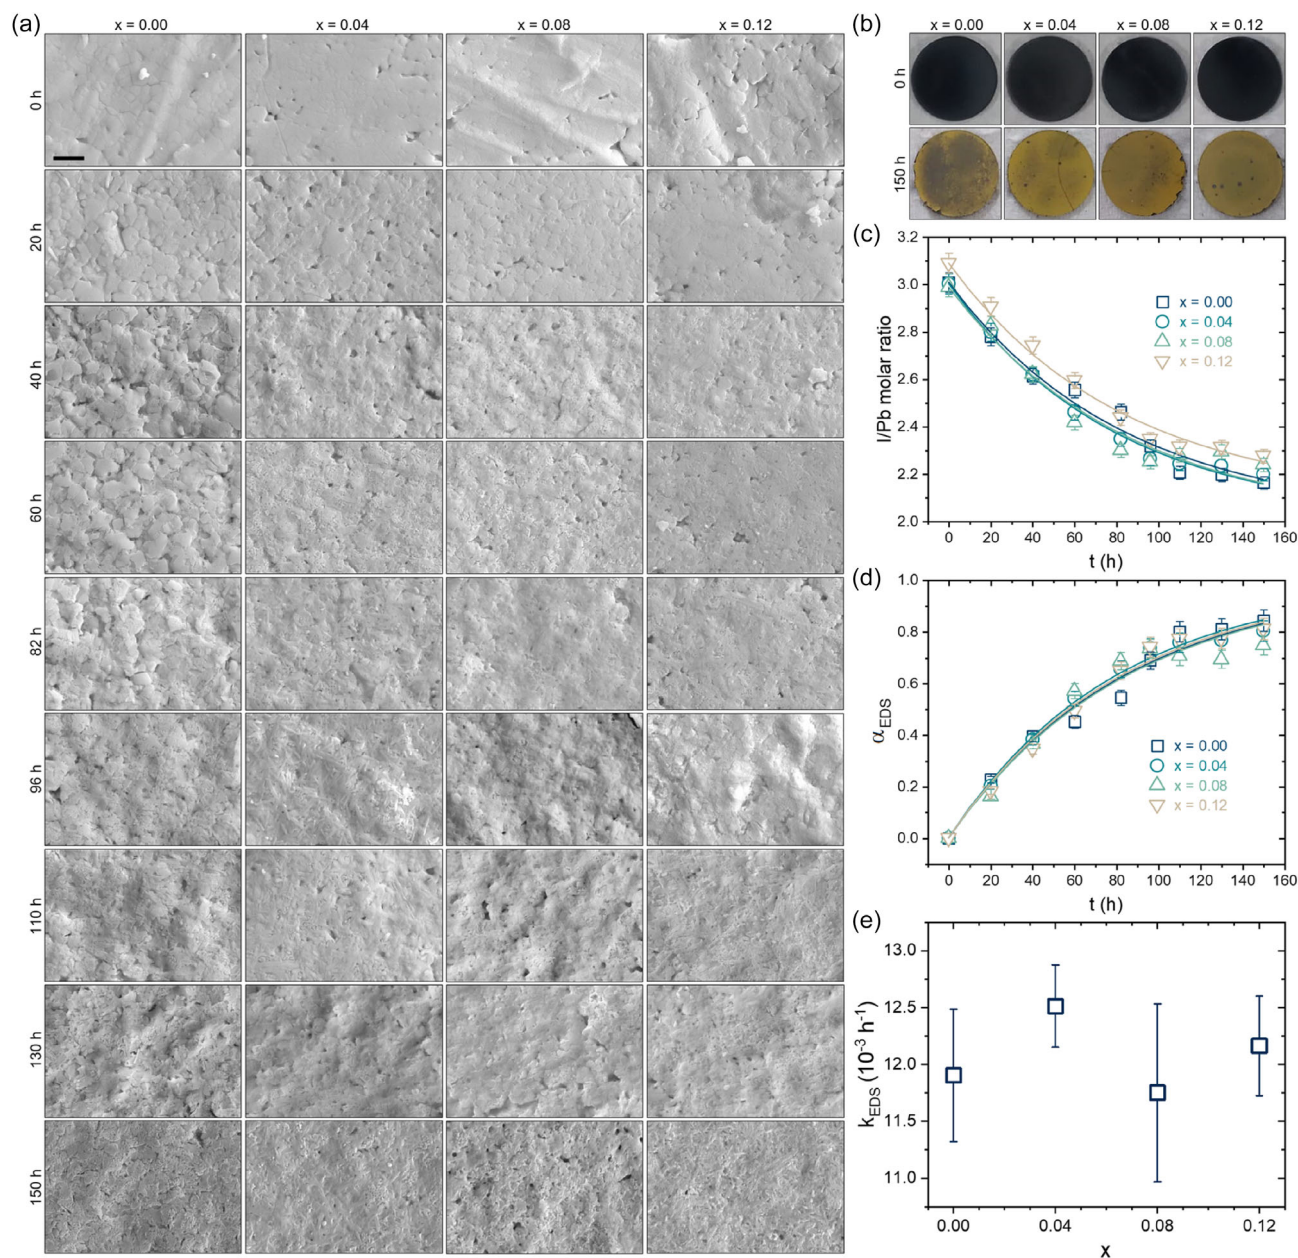 (a)
x = 0.00 x = 0.04 x = 0.08 x = 0.12
0 h
20 h
40 h
60 h
82 h
96 h
110 h
130 h
150 h
(b)
x = 0.00 x = 0.04 x = 0.08 x = 0.12
0 h
150 h
(c)
3.2
3.0
2.8
2.6
2.4
2.2
2.0
I/Pb molar ratio
x = 0.00
x = 0.04
x = 0.08
x = 0.12
0 20 40 60 80 100 120 140 160
t (h)
(d)
1.0
0.8
0.6
0.4
0.2
0.0
α_EDS
x = 0.00
x = 0.04
x = 0.08
x = 0.12
0 20 40 60 80 100 120 140 160
t (h)
(e)
13.0
12.5
12.0
11.5
11.0
k_EDS (10⁻³ h⁻¹)
0.00 0.04 0.08 0.12
x